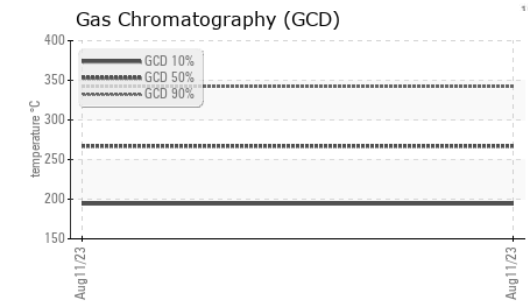 Gas Chromatography (GCD)
400
GCD 10%
350
GCD 50%
GCD 90%
300
temperature °C
250
200
150
Aug11/23
Aug11/23